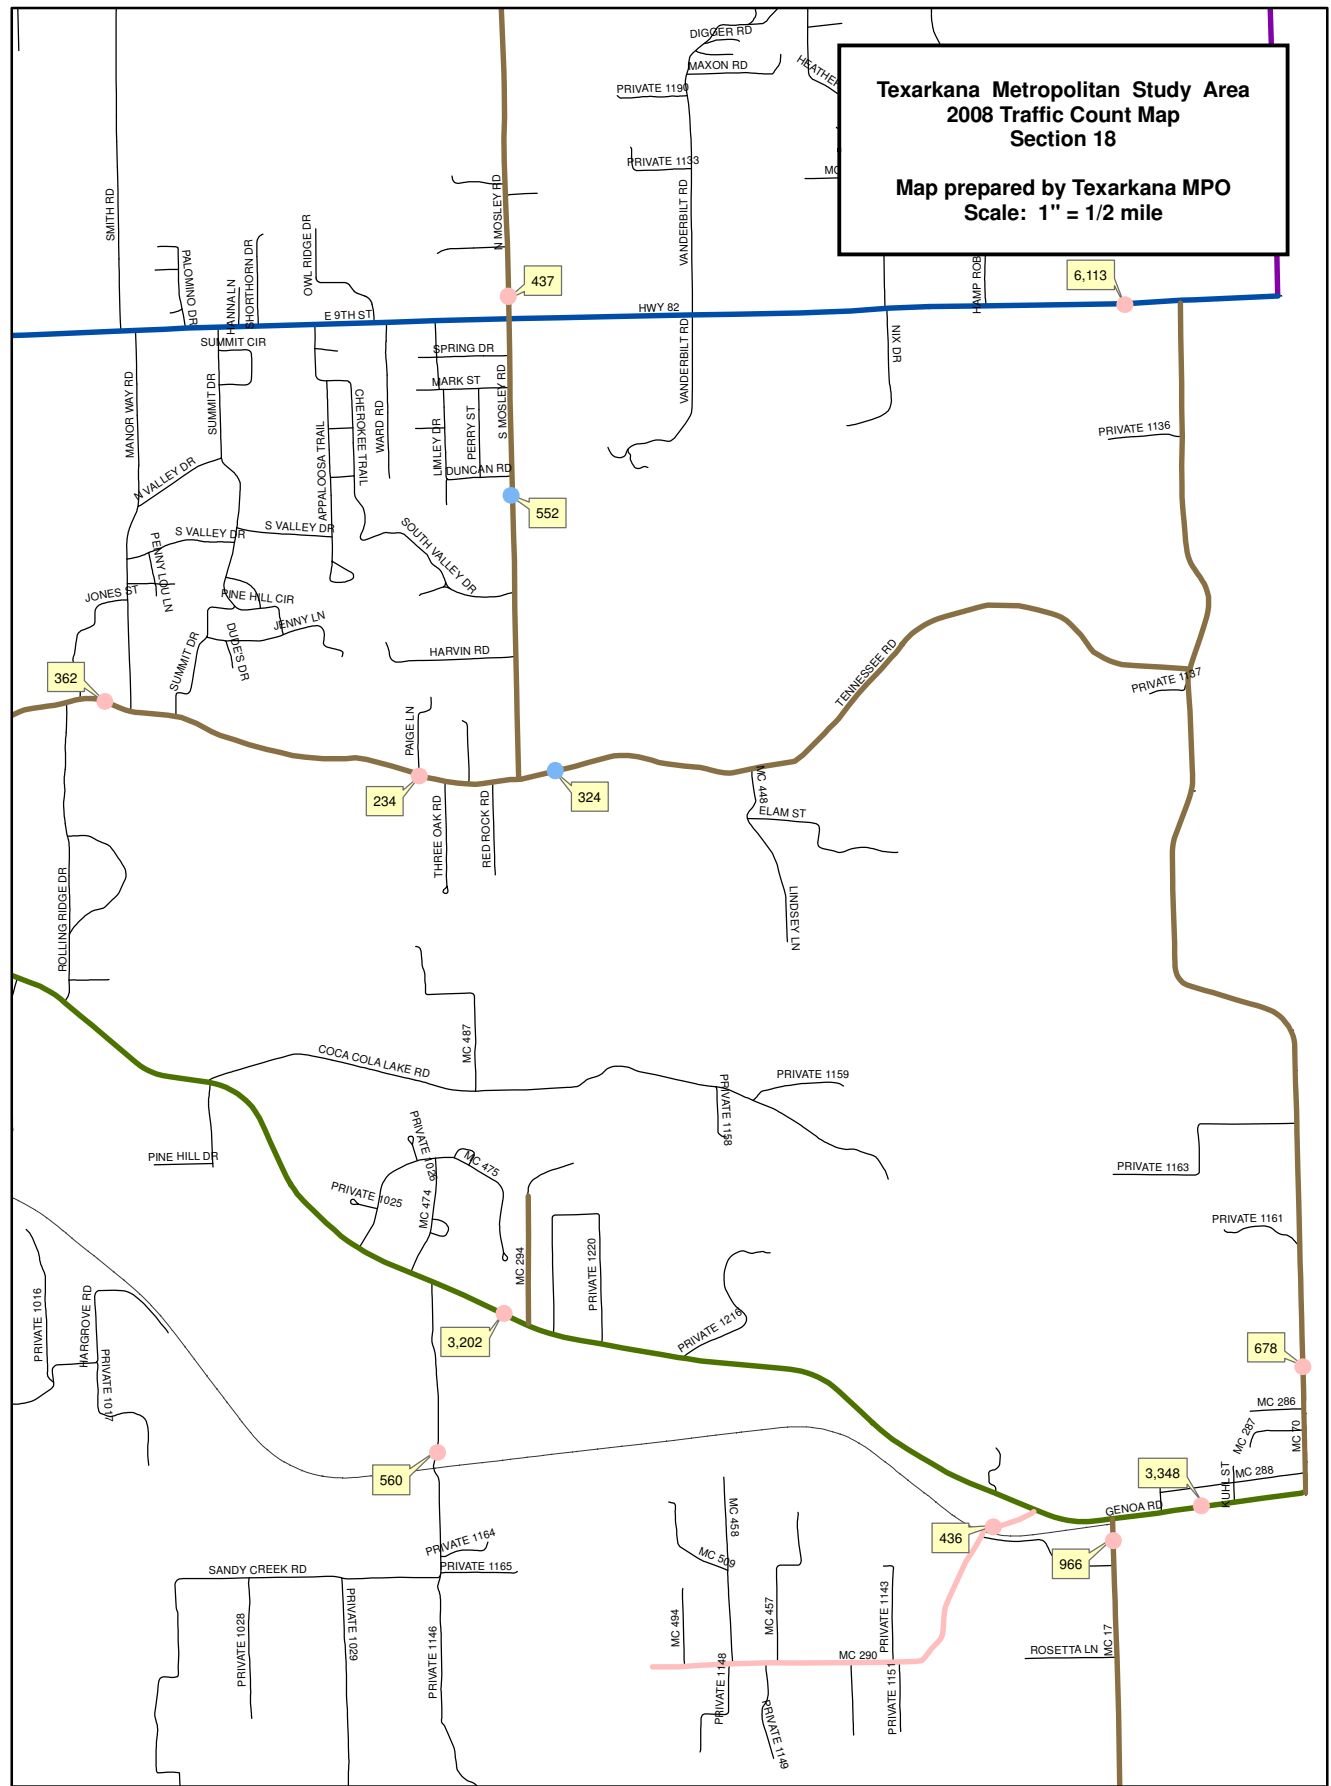 DIGGER RD
MAXON RD
HEATHER
PRIVATE 1190
Texarkana Metropolitan Study Area
2008 Traffic Count Map
Section 18
Map prepared by Texarkana MPO
Scale: 1" = 1/2 mile
PRIVATE 1133
MC
SMITH RD
N MOSLEY RD
VANDERBILT RD
PALOMINO DR
HANNA LN
SHORTHORN DR
OWL RIDGE DR
437
6,113
HAMP ROB
E 9TH ST
HWY 82
SUMMIT CIR
SPRING DR
VANDERBILT RD
NIX DR
MANOR WAY RD
SUMMIT DR
MARK ST
S MOSLEY RD
CHEROKEE TRAIL
WARD RD
LIMLEY DR
PERRY ST
APPALOOSA TRAIL
PRIVATE 1136
DUNCAN RD
N VALLEY DR
552
S VALLEY DR
S VALLEY DR
SOUTH VALLEY DR
PENNY LOU LN
JONES ST
PINE HILL CIR
JENNY LN
DUDE'S DR
SUMMIT DR
HARVIN RD
TENNESSEE RD
362
PRIVATE 1137
PAIGE LN
234
324
MC 448
THREE OAK RD
RED ROCK RD
ELAM ST
ROLLING RIDGE DR
LINDSEY LN
MC 487
COCA COLA LAKE RD
PRIVATE 1159
PRIVATE 1158
PRIVATE 1026
PINE HILL DR
MC 475
PRIVATE 1163
PRIVATE 1025
MC 474
PRIVATE 1161
MC 294
PRIVATE 1220
PRIVATE 1016
HARGROVE RD
PRIVATE 1216
3,202
678
PRIVATE 1017
MC 286
MC 287
MC 70
560
3,348
KUHL ST
MC 288
GENOA RD
MC 458
436
966
PRIVATE 1164
MC 509
PRIVATE 1165
SANDY CREEK RD
PRIVATE 1028
PRIVATE 1029
PRIVATE 1146
MC 494
MC 457
PRIVATE 1143
MC 290
ROSETTA LN
MC 17
PRIVATE 1148
PRIVATE 1149
PRIVATE 1151